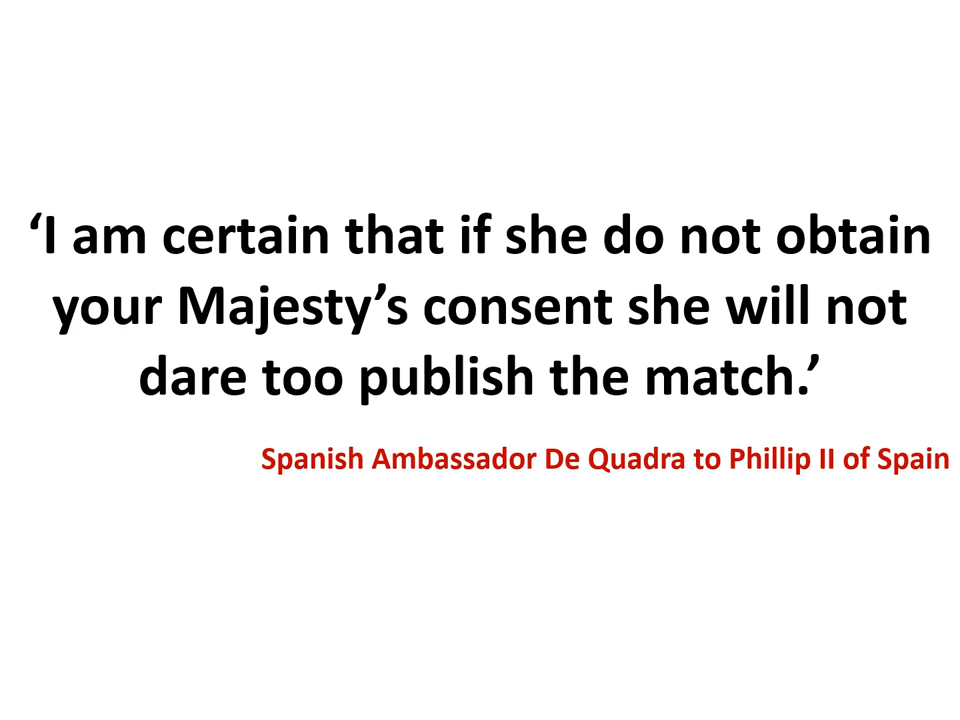 ‘I am certain that if she do not obtain
your Majesty’s consent she will not
dare too publish the match.’
Spanish Ambassador De Quadra to Phillip II of Spain